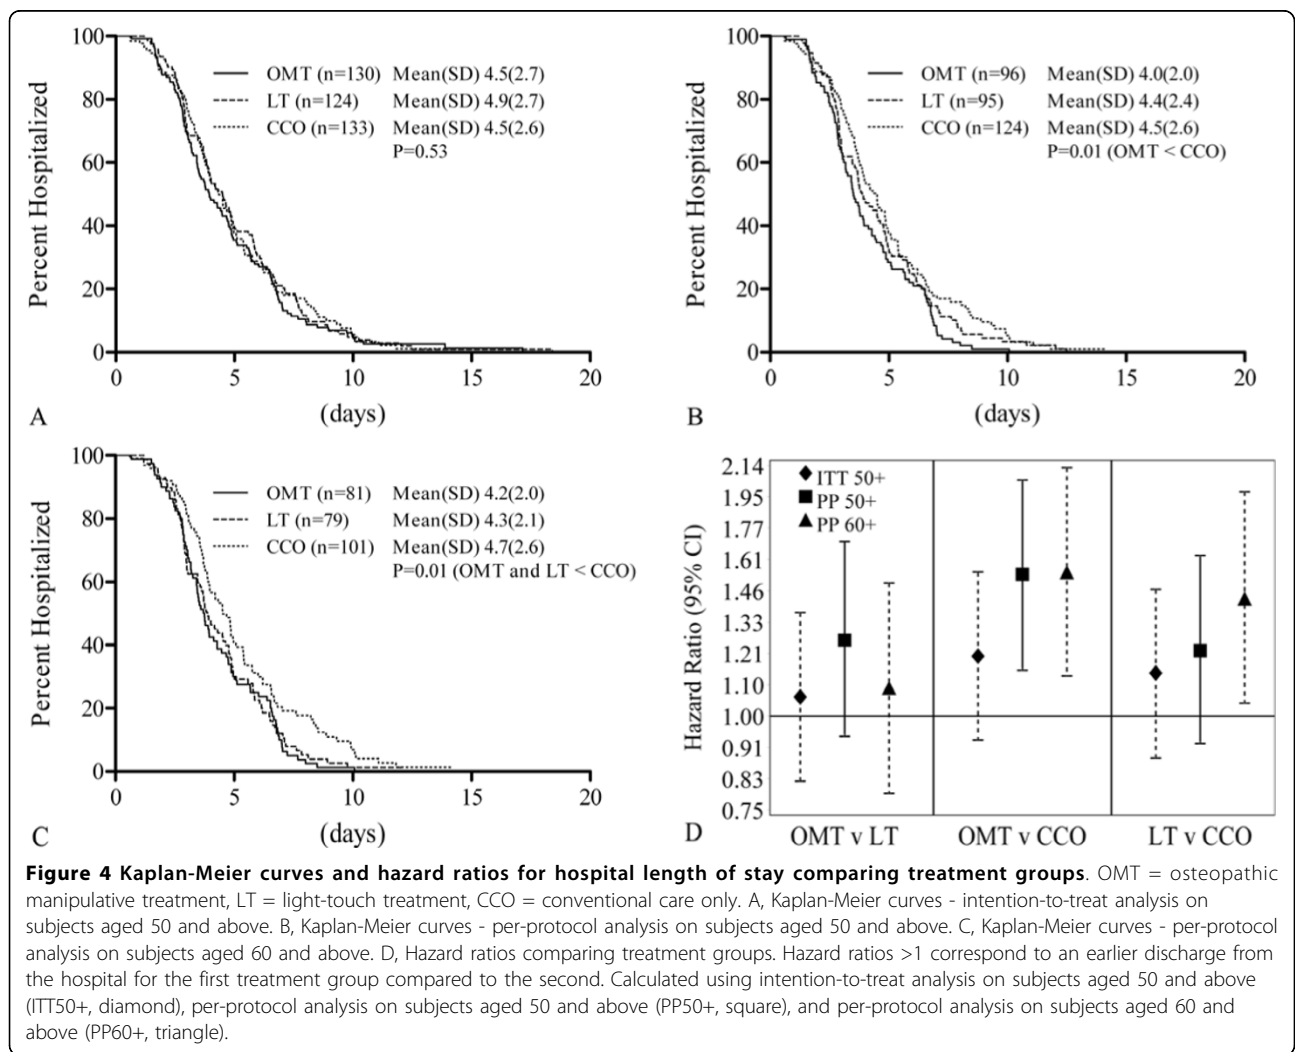 100
80
60
40
20
0
Percent Hospitalized
OMT (n=130) Mean(SD) 4.5(2.7)
LT (n=124) Mean(SD) 4.9(2.7)
CCO (n=133) Mean(SD) 4.5(2.6)
P=0.53
0 5 10 15 20
(days)
A
100
80
60
40
20
0
Percent Hospitalized
OMT (n=96) Mean(SD) 4.0(2.0)
LT (n=95) Mean(SD) 4.4(2.4)
CCO (n=124) Mean(SD) 4.5(2.6)
P=0.01 (OMT < CCO)
0 5 10 15 20
(days)
B
100
80
60
40
20
0
Percent Hospitalized
OMT (n=81) Mean(SD) 4.2(2.0)
LT (n=79) Mean(SD) 4.3(2.1)
CCO (n=101) Mean(SD) 4.7(2.6)
P=0.01 (OMT and LT < CCO)
0 5 10 15 20
(days)
C
2.14
1.95
1.77
1.61
1.46
1.33
1.21
1.10
1.00
0.91
0.83
0.75
Hazard Ratio (95% CI)
ITT 50+
PP 50+
PP 60+
OMT v LT OMT v CCO LT v CCO
D
Figure 4 Kaplan-Meier curves and hazard ratios for hospital length of stay comparing treatment groups. OMT = osteopathic
manipulative treatment, LT = light-touch treatment, CCO = conventional care only. A, Kaplan-Meier curves - intention-to-treat analysis on
subjects aged 50 and above. B, Kaplan-Meier curves - per-protocol analysis on subjects aged 50 and above. C, Kaplan-Meier curves - per-protocol
analysis on subjects aged 60 and above. D, Hazard ratios comparing treatment groups. Hazard ratios >1 correspond to an earlier discharge from
the hospital for the first treatment group compared to the second. Calculated using intention-to-treat analysis on subjects aged 50 and above
(ITT50+, diamond), per-protocol analysis on subjects aged 50 and above (PP50+, square), and per-protocol analysis on subjects aged 60 and
above (PP60+, triangle).